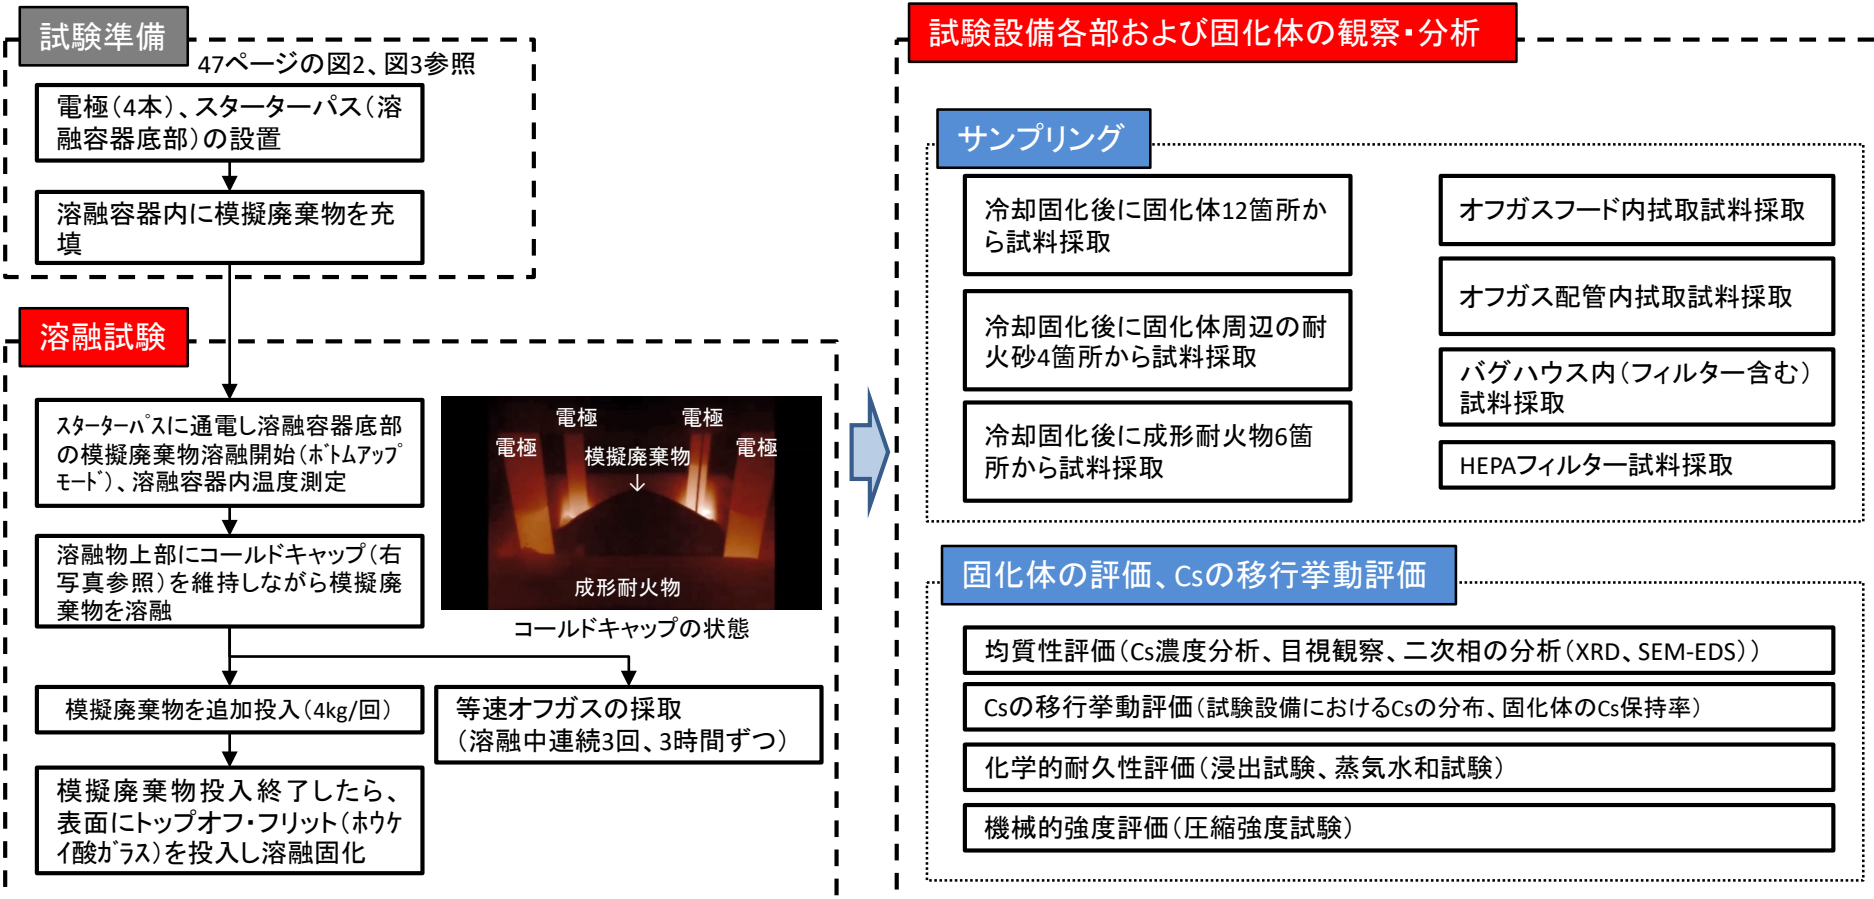 試験準備
47ページの図2、図3参照
電極（4本）、スターターパス（溶
融容器底部）の設置
溶融容器内に模擬廃棄物を充
填
溶融試験
ｽﾀｰﾀｰﾊﾟｽに通電し溶融容器底部
の模擬廃棄物溶融開始（ﾎﾞﾄﾑｱｯﾌﾟ
ﾓｰﾄﾞ）、溶融容器内温度測定
溶融物上部にコールドキャップ（右
写真参照）を維持しながら模擬廃
棄物を溶融
電極
電極
電極
電極
模擬廃棄物
↓
成形耐火物
コールドキャップの状態
模擬廃棄物を追加投入（4kg/回）
等速オフガスの採取
（溶融中連続3回、3時間ずつ）
模擬廃棄物投入終了したら、
表面にトップオフ・フリット（ﾎｳｹ
ｲ酸ｶﾞﾗｽ）を投入し溶融固化
試験設備各部および固化体の観察・分析
サンプリング
冷却固化後に固化体12箇所か
ら試料採取
冷却固化後に固化体周辺の耐
火砂4箇所から試料採取
冷却固化後に成形耐火物6箇
所から試料採取
オフガスフード内拭取試料採取
オフガス配管内拭取試料採取
バグハウス内（フィルター含む）
試料採取
HEPAフィルター試料採取
固化体の評価、Csの移行挙動評価
均質性評価（Cs濃度分析、目視観察、二次相の分析（XRD、SEM-EDS））
Csの移行挙動評価（試験設備におけるCsの分布、固化体のCs保持率）
化学的耐久性評価（浸出試験、蒸気水和試験）
機械的強度評価（圧縮強度試験）